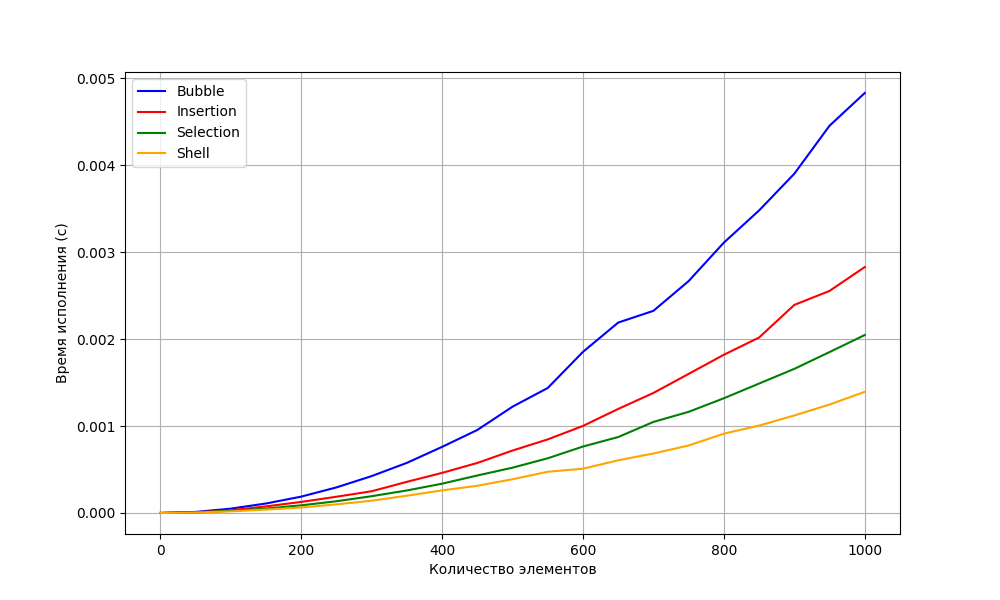 Bubble
Insertion
Selection
Shell
0.005
0.004
0.003
0.002
0.001
0.000
Время исполнения (с)
0 200 400 600 800 1000
Количество элементов